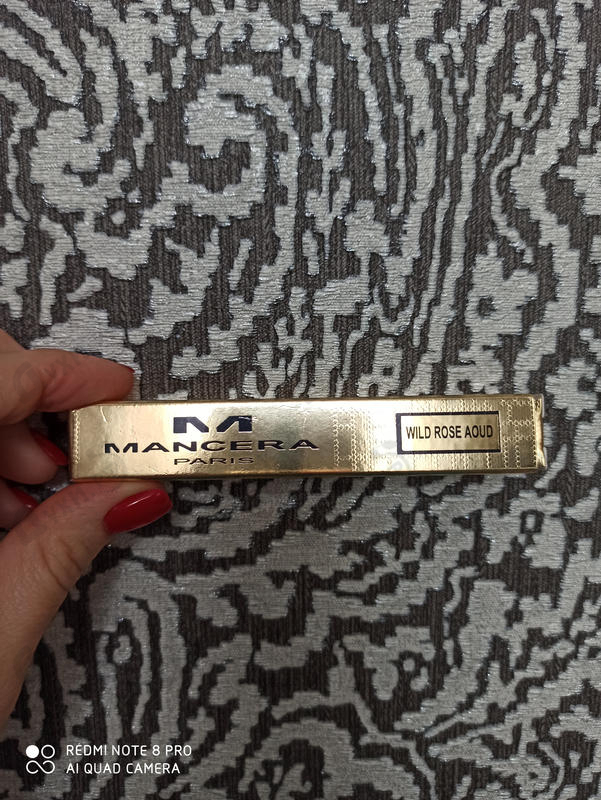 M
MANCERA
PARIS
WILD ROSE AOUD
REDMI NOTE 8 PRO
AI QUAD CAMERA